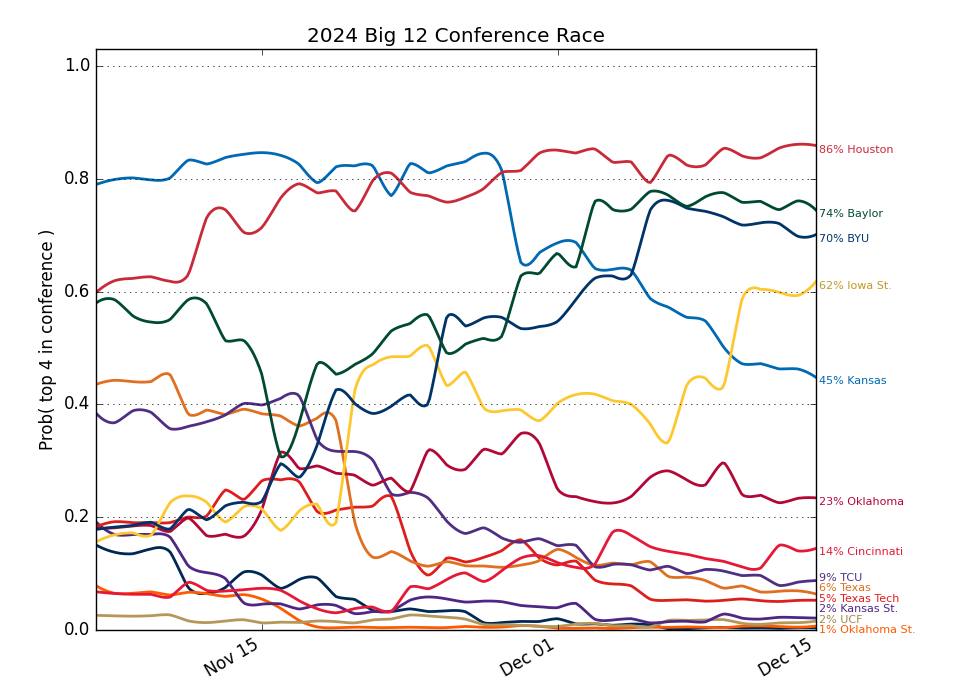 2024 Big 12 Conference Race
Prob( top 4 in conference )
1.0
0.8
0.6
0.4
0.2
0.0
Nov 15
Dec 01
Dec 15
86% Houston
74% Baylor
70% BYU
62% Iowa St.
45% Kansas
23% Oklahoma
14% Cincinnati
9% TCU
6% Texas
5% Texas Tech
2% Kansas St.
2% UCF
1% Oklahoma St.